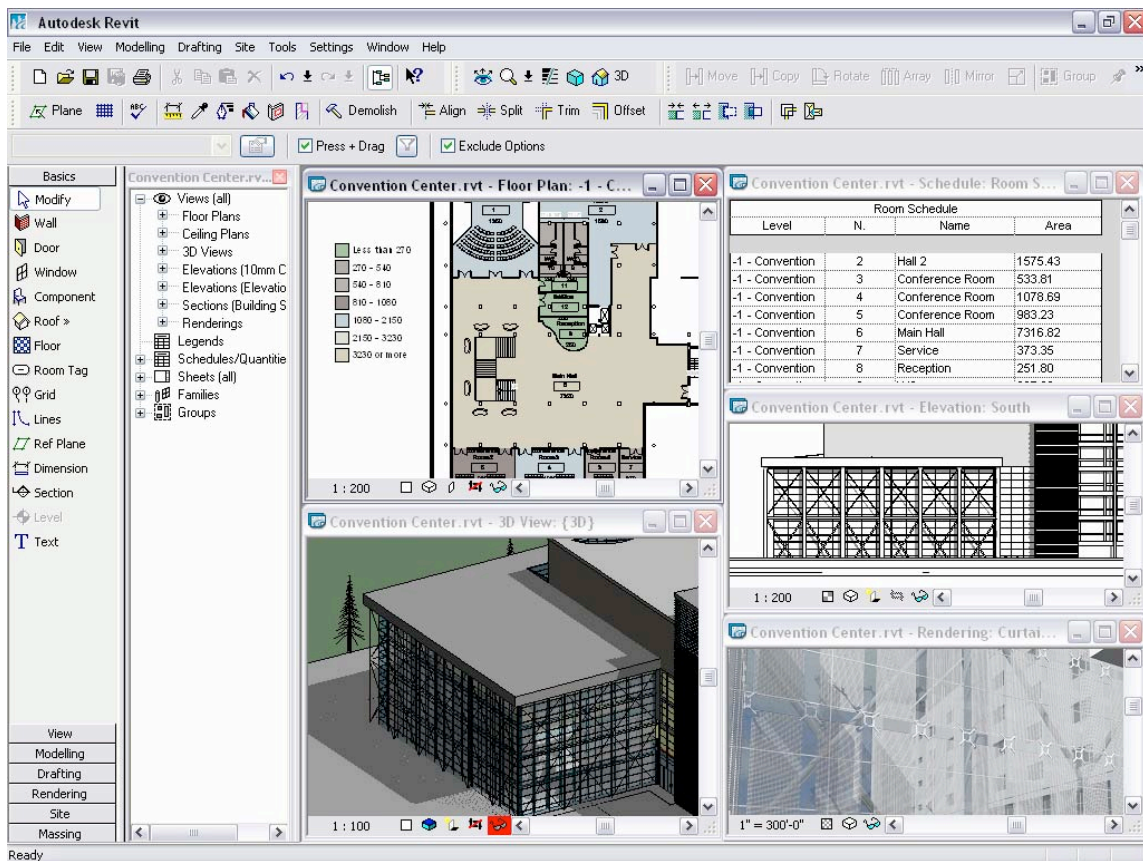 Autodesk Revit
File Edit View Modelling Drafting Site Tools Settings Window Help
3D Move Copy Rotate Array Mirror Group
Plane Demolish Align Split Trim Offset
Press + Drag Exclude Options
Basics
Modify
Wall
Door
Window
Component
Roof »
Floor
Room Tag
Grid
Lines
Ref Plane
Dimension
Section
Level
Text
View
Modelling
Drafting
Rendering
Site
Massing
Convention Center.rv...
Views (all)
Floor Plans
Ceiling Plans
3D Views
Elevations (10mm C
Elevations (Elevatio
Sections (Building S
Renderings
Legends
Schedules/Quantitie
Sheets (all)
Families
Groups
Convention Center.rvt - Floor Plan: -1 - C...
Less than 270
270 - 540
540 - 810
810 - 1080
1080 - 2150
2150 - 3230
3230 or more
1
2
11
12
Reception
Main Hall
1 : 200
Convention Center.rvt - 3D View: {3D}
1 : 100
Convention Center.rvt - Schedule: Room S...
Room Schedule
Level N. Name Area
-1 - Convention 2 Hall 2 1575.43
-1 - Convention 3 Conference Room 533.81
-1 - Convention 4 Conference Room 1078.69
-1 - Convention 5 Conference Room 983.23
-1 - Convention 6 Main Hall 7316.82
-1 - Convention 7 Service 373.35
-1 - Convention 8 Reception 251.80
Convention Center.rvt - Elevation: South
1 : 200
Convention Center.rvt - Rendering: Curtai...
1" = 300'-0"
Ready